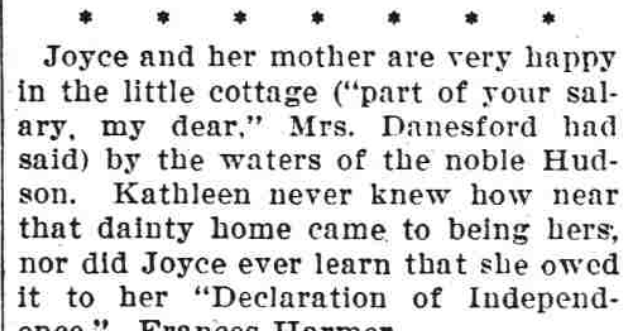 * * * * * * *
Joyce and her mother are very happy
in the little cottage ("part of your sal-
ary, my dear," Mrs. Danesford had
said) by the waters of the noble Hud-
son. Kathleen never knew how near
that dainty home came to being hers,
nor did Joyce ever learn that she owed
it to her "Declaration of Independ-
ence." Frances Harmer